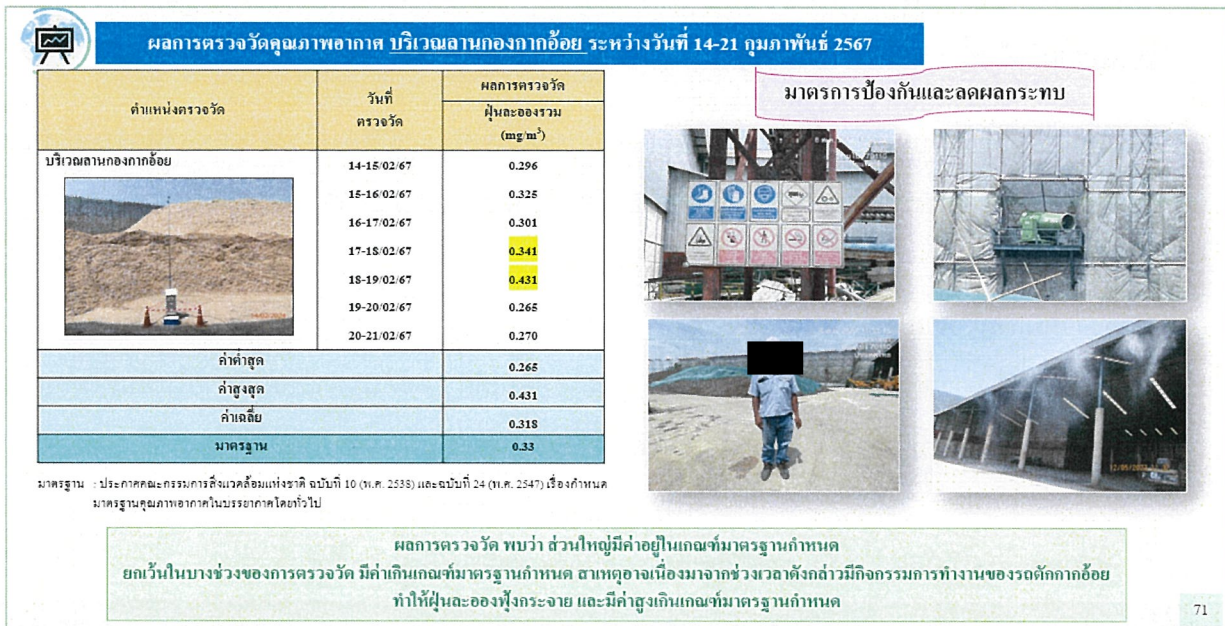 ผลการตรวจวัดคุณภาพอากาศ บริเวณลานกองกากอ้อย ระหว่างวันที่ 14-21 กุมภาพันธ์ 2567
ตำแหน่งตรวจวัด
วันที่
ตรวจวัด
ผลการตรวจวัด
ฝุ่นละอองรวม
(mg/m³)
บริเวณลานกองกากอ้อย
14-15/02/67 0.296
15-16/02/67 0.325
16-17/02/67 0.301
17-18/02/67 0.341
18-19/02/67 0.431
19-20/02/67 0.265
20-21/02/67 0.270
ค่าต่ำสุด 0.265
ค่าสูงสุด 0.431
ค่าเฉลี่ย 0.318
มาตรฐาน 0.33
มาตรฐาน : ประกาศคณะกรรมการสิ่งแวดล้อมแห่งชาติ ฉบับที่ 10 (พ.ศ. 2538) และฉบับที่ 24 (พ.ศ. 2547) เรื่องกำหนด
มาตรฐานคุณภาพอากาศในบรรยากาศโดยทั่วไป
มาตรการป้องกันและลดผลกระทบ
ผลการตรวจวัด พบว่า ส่วนใหญ่มีค่าอยู่ในเกณฑ์มาตรฐานกำหนด
ยกเว้นในบางช่วงของการตรวจวัด มีค่าเกินเกณฑ์มาตรฐานกำหนด สาเหตุอาจเนื่องมาจากช่วงเวลาดังกล่าวมีกิจกรรมการทำงานของรถตักกากอ้อย
ทำให้ฝุ่นละอองฟุ้งกระจาย และมีค่าสูงเกินเกณฑ์มาตรฐานกำหนด
71